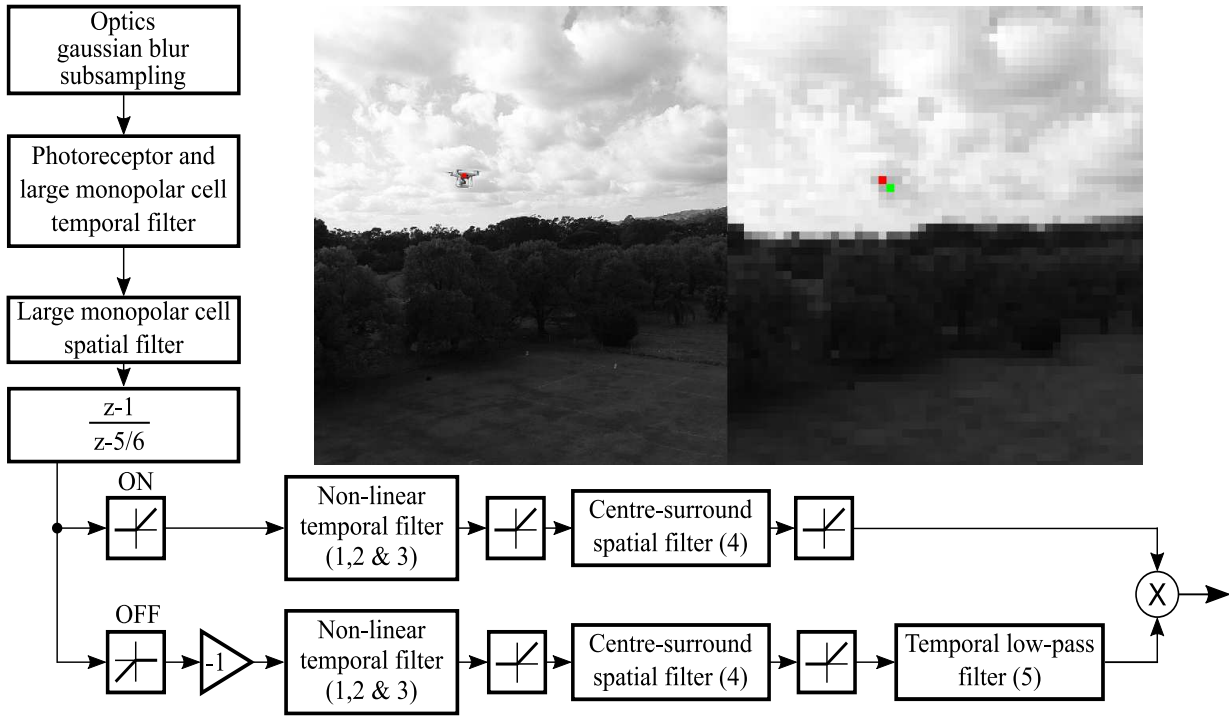 Optics
gaussian blur
subsampling
Photoreceptor and
large monopolar cell
temporal filter
Large monopolar cell
spatial filter
z-1
z-5/6
ON
Non-linear
temporal filter
(1,2 & 3)
Centre-surround
spatial filter (4)
X
OFF
-1
Non-linear
temporal filter
(1,2 & 3)
Centre-surround
spatial filter (4)
Temporal low-pass
filter (5)